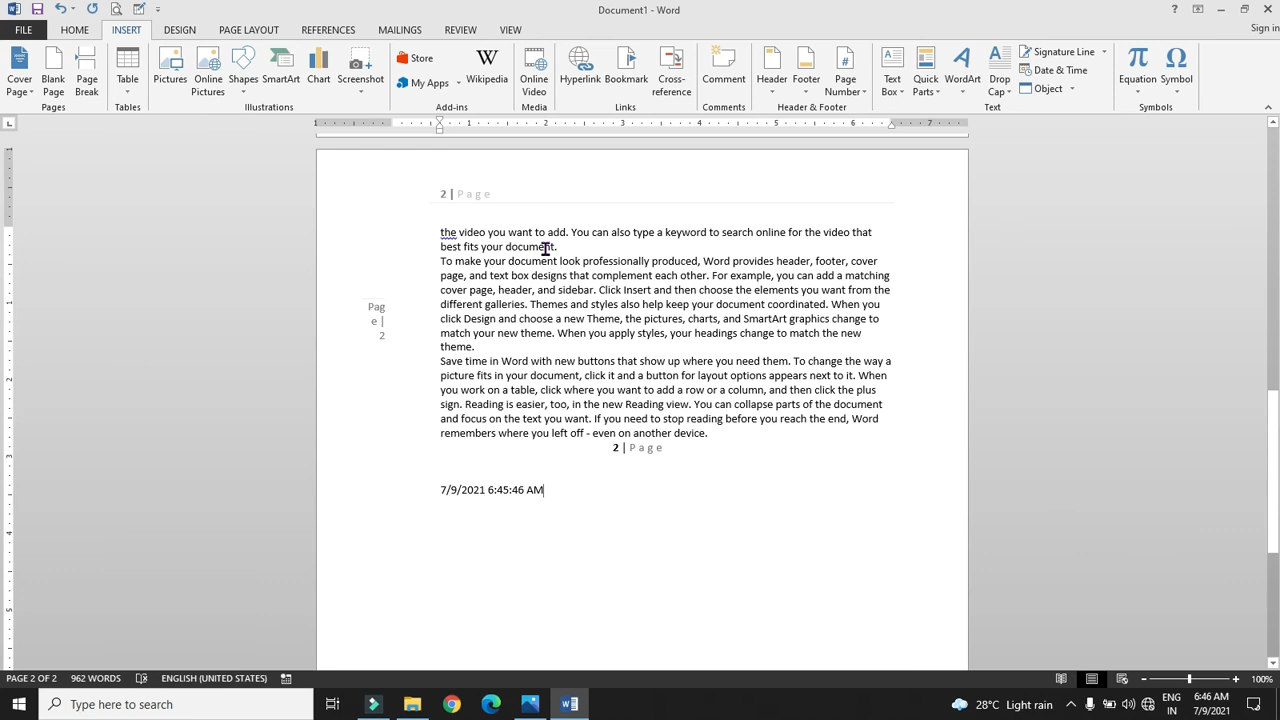 Document1 - Word
Sign in
FILE HOME INSERT DESIGN PAGE LAYOUT REFERENCES MAILINGS REVIEW VIEW
Cover Page
Blank Page
Page Break
Pages
Table
Tables
Pictures
Online Pictures
Shapes
SmartArt
Chart
Screenshot
Illustrations
Store
My Apps
Wikipedia
Add-ins
Online Video
Media
Hyperlink
Bookmark
Cross-reference
Links
Comment
Comments
Header
Footer
Page Number
Header & Footer
Text Box
Quick Parts
WordArt
Drop Cap
Signature Line
Date & Time
Object
Text
Equation
Symbol
Symbols
1 1 2 3 4 5 6 7
2 | P a g e
the video you want to add. You can also type a keyword to search online for the video that
best fits your document.
To make your document look professionally produced, Word provides header, footer, cover
page, and text box designs that complement each other. For example, you can add a matching
cover page, header, and sidebar. Click Insert and then choose the elements you want from the
different galleries. Themes and styles also help keep your document coordinated. When you
click Design and choose a new Theme, the pictures, charts, and SmartArt graphics change to
match your new theme. When you apply styles, your headings change to match the new
theme.
Pag
e |
2
Save time in Word with new buttons that show up where you need them. To change the way a
picture fits in your document, click it and a button for layout options appears next to it. When
you work on a table, click where you want to add a row or a column, and then click the plus
sign. Reading is easier, too, in the new Reading view. You can collapse parts of the document
and focus on the text you want. If you need to stop reading before you reach the end, Word
remembers where you left off - even on another device.
2 | P a g e
7/9/2021 6:45:46 AM
PAGE 2 OF 2 962 WORDS ENGLISH (UNITED STATES) 100%
Type here to search
28°C Light rain
ENG
IN
6:46 AM
7/9/2021